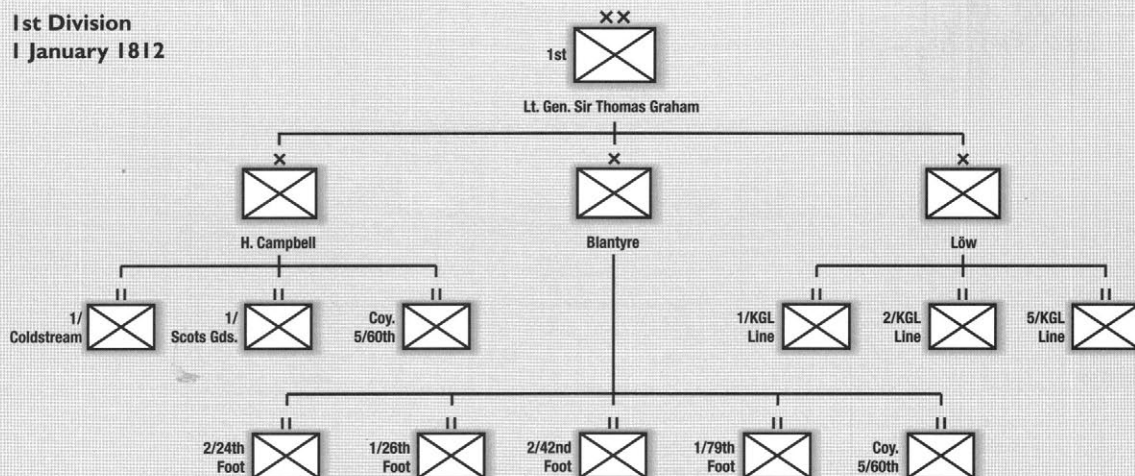 1st Division
1 January 1812
XX
1st
Lt. Gen. Sir Thomas Graham
X
X
X
H. Campbell
Blantyre
Löw
II
II
II
II
II
II
1/
Coldstream
1/
Scots Gds.
Coy.
5/60th
1/KGL
Line
2/KGL
Line
5/KGL
Line
II
II
II
II
II
2/24th
Foot
1/26th
Foot
2/42nd
Foot
1/79th
Foot
Coy.
5/60th